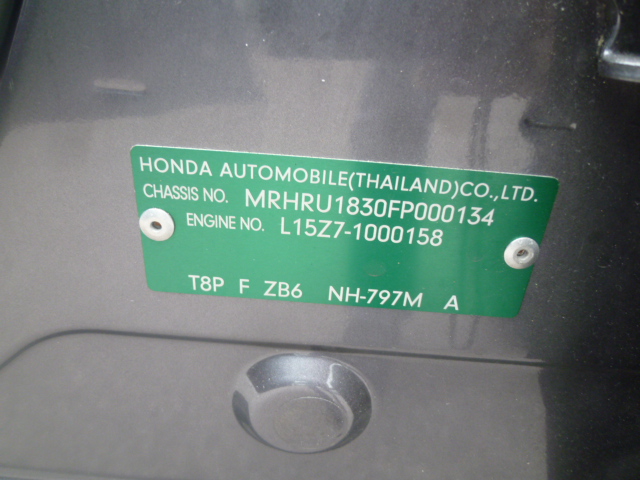 HONDA AUTOMOBILE(THAILAND)CO.,LTD.
CHASSIS NO. MRHRU1830FP000134
ENGINE NO. L15Z7-1000158
T8P F ZB6 NH-797M A